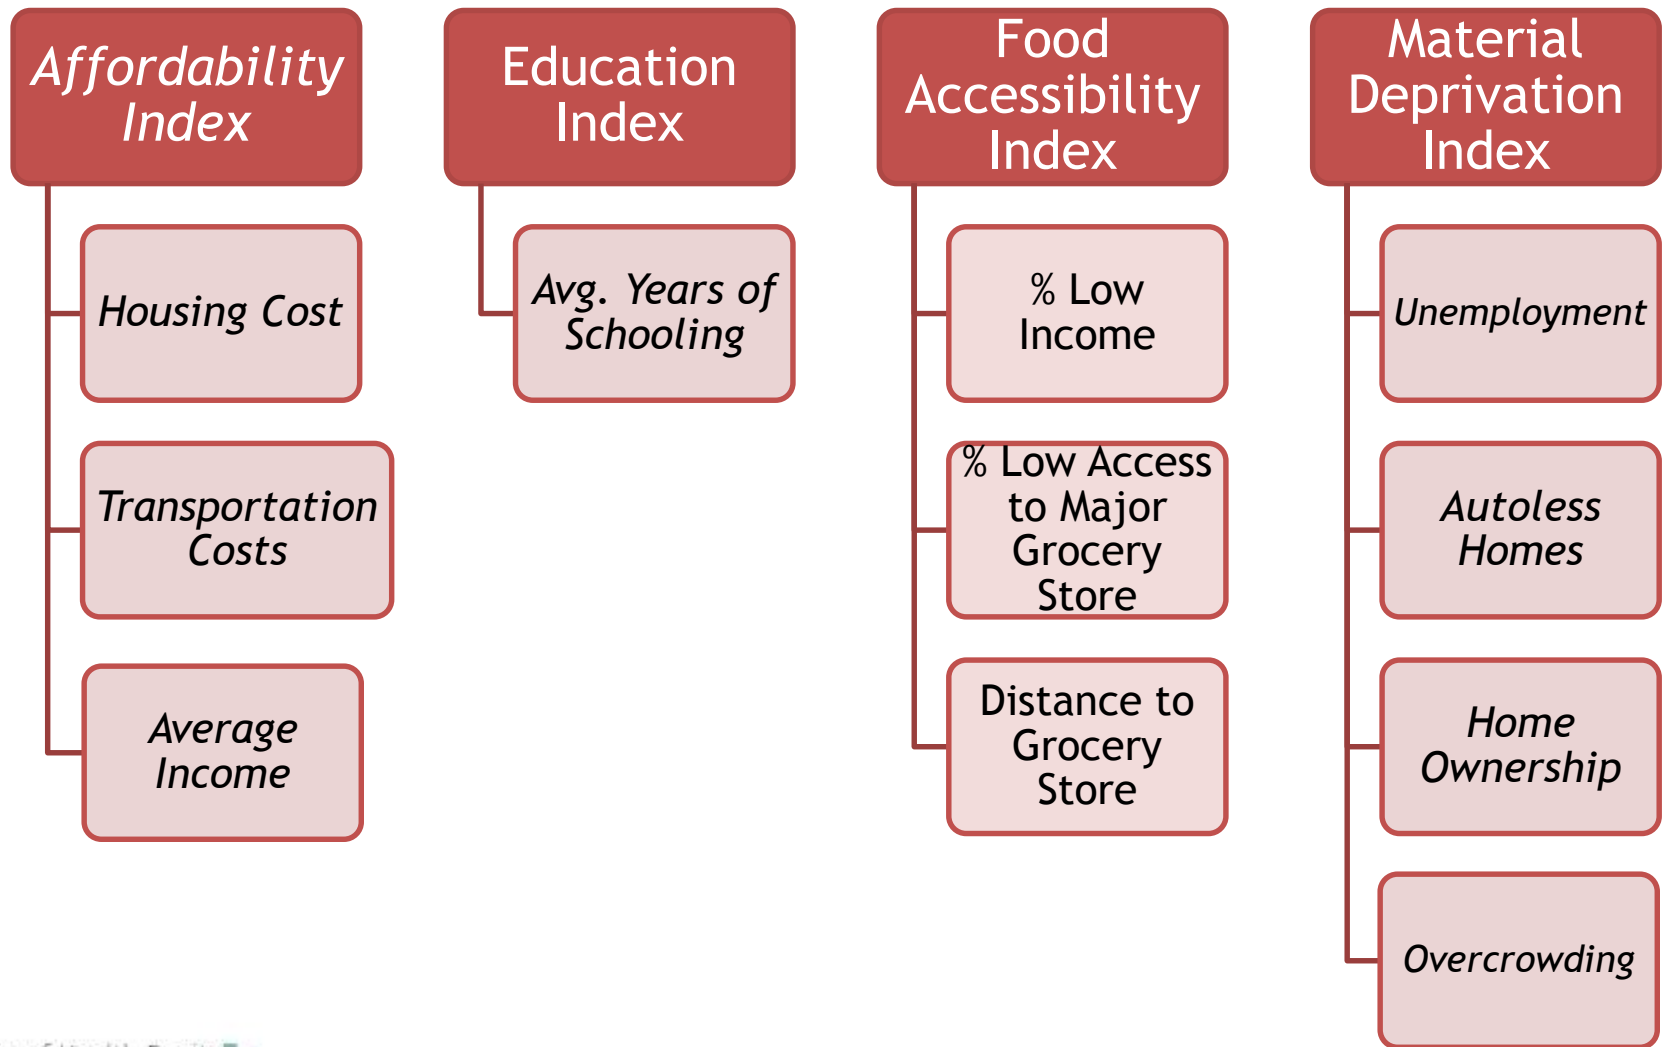 Affordability
Index
Housing Cost
Transportation
Costs
Average
Income
Education
Index
Avg. Years of
Schooling
Food
Accessibility
Index
% Low
Income
% Low Access
to Major
Grocery
Store
Distance to
Grocery
Store
Material
Deprivation
Index
Unemployment
Autoless
Homes
Home
Ownership
Overcrowding